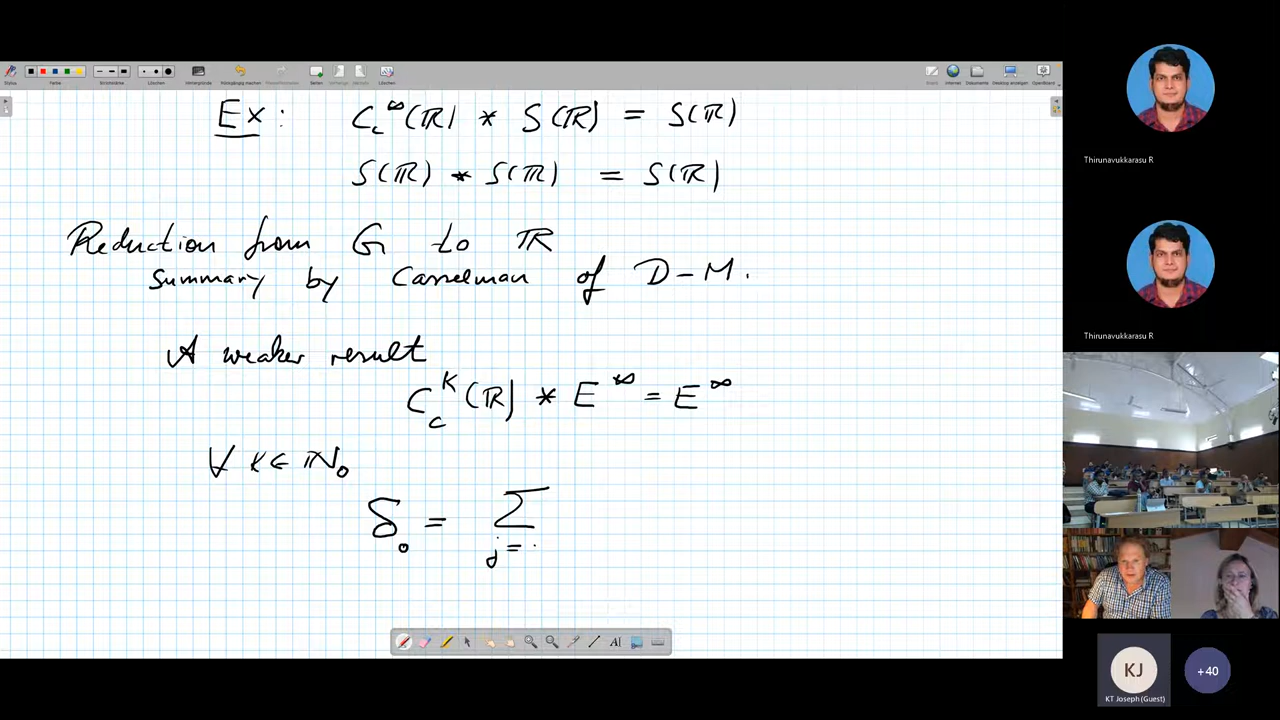 Ex: C_c^∞(ℝ) * S(ℝ) = S(ℝ)
S(ℝ) * S(ℝ) = S(ℝ)
Reduction from G to ℝ
Summary by Casselman of D-M.
A weaker result
C_c^k(ℝ) * E^∞ = E^∞
∀ k ∈ ℕ_0
δ_0 = Σ_{j=
Thirunavukkarasu R
Thirunavukkarasu R
KJ
+40
KT Joseph (Guest)